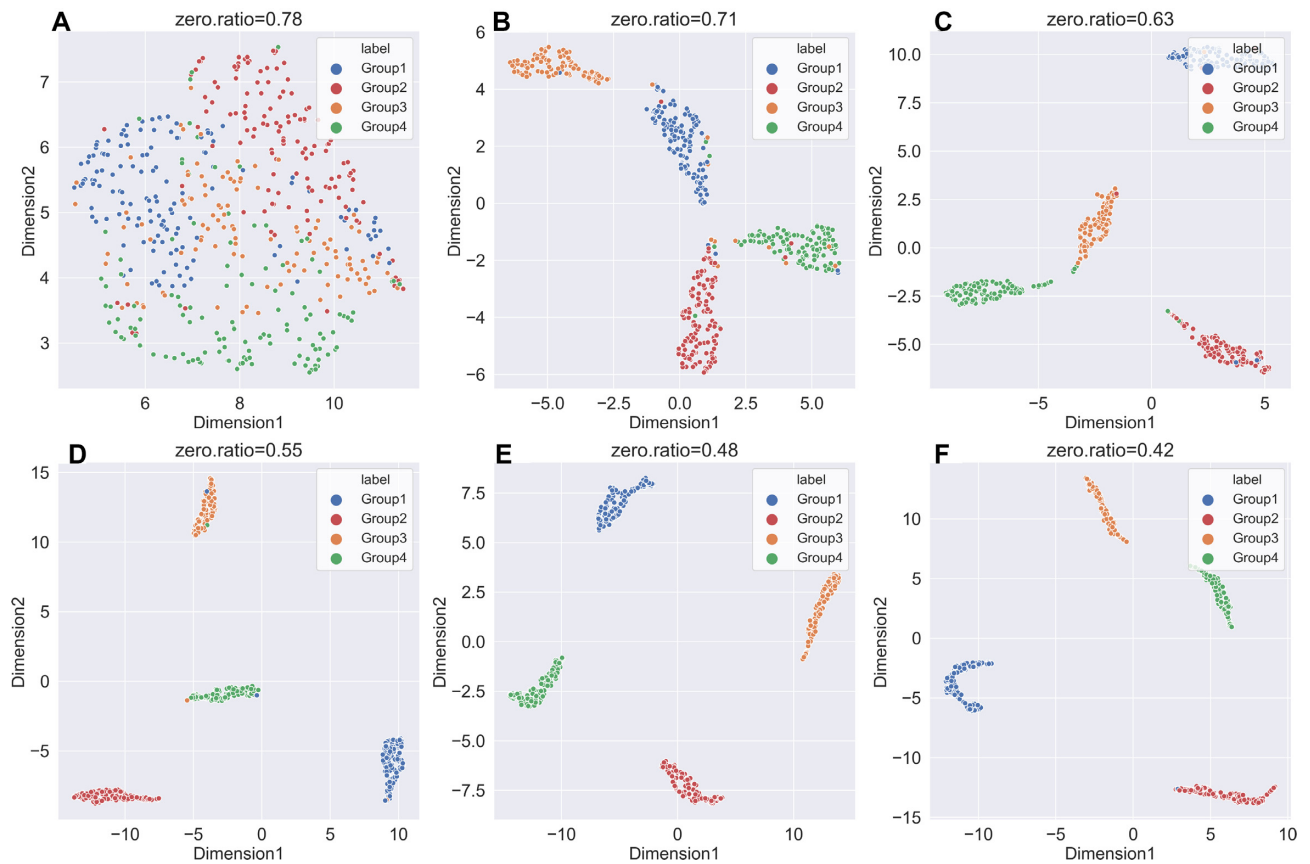 A
zero.ratio=0.78
label
Group1
Group2
Group3
Group4
7
6
5
4
3
Dimension2
6
8
10
Dimension1
B
zero.ratio=0.71
label
Group1
Group2
Group3
Group4
6
4
2
0
−2
−4
−6
Dimension2
−5.0
−2.5
0.0
2.5
5.0
Dimension1
C
zero.ratio=0.63
label
Group1
Group2
Group3
Group4
10.0
7.5
5.0
2.5
0.0
−2.5
−5.0
Dimension2
−5
0
5
Dimension1
D
zero.ratio=0.55
label
Group1
Group2
Group3
Group4
15
10
5
0
−5
Dimension2
−10
−5
0
5
10
Dimension1
E
zero.ratio=0.48
label
Group1
Group2
Group3
Group4
7.5
5.0
2.5
0.0
−2.5
−5.0
−7.5
Dimension2
−10
0
10
Dimension1
F
zero.ratio=0.42
label
Group1
Group2
Group3
Group4
10
5
0
−5
−10
−15
Dimension2
−10
−5
0
5
10
Dimension1